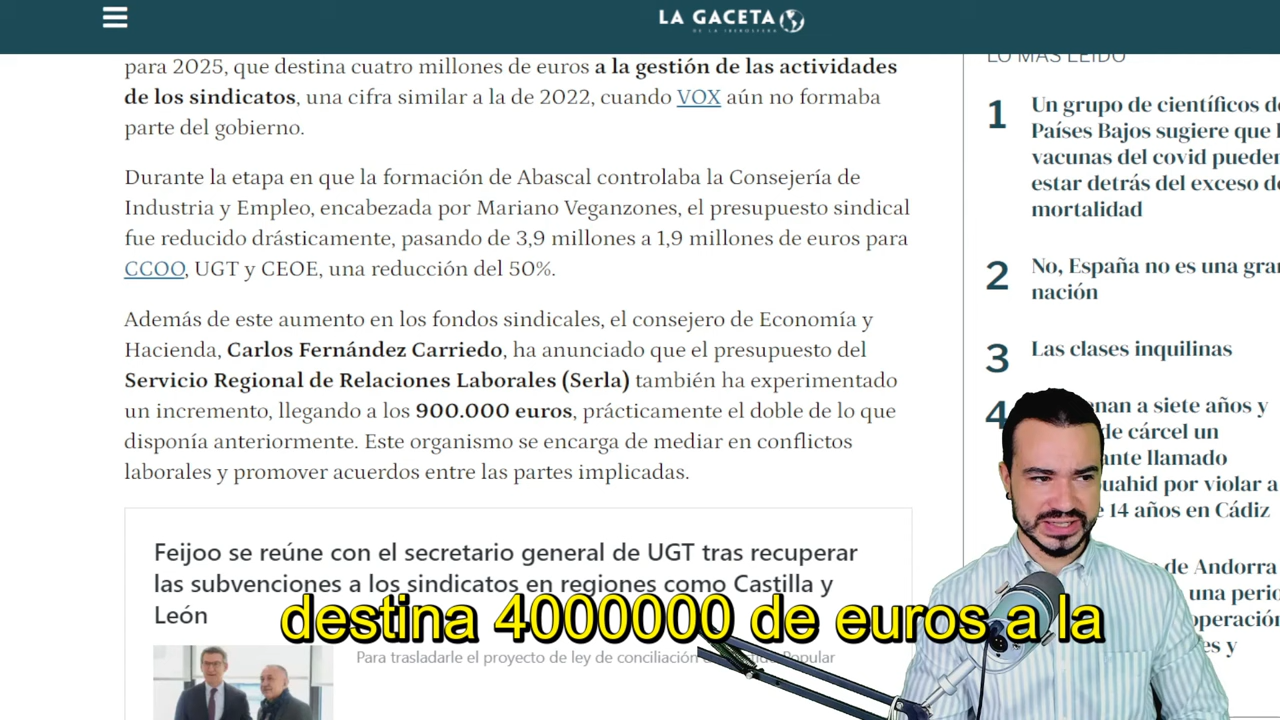 LA GACETA
DE LA IBEROSFERA
para 2025, que destina cuatro millones de euros a la gestión de las actividades
de los sindicatos, una cifra similar a la de 2022, cuando VOX aún no formaba
parte del gobierno.
Durante la etapa en que la formación de Abascal controlaba la Consejería de
Industria y Empleo, encabezada por Mariano Veganzones, el presupuesto sindical
fue reducido drásticamente, pasando de 3,9 millones a 1,9 millones de euros para
CCOO, UGT y CEOE, una reducción del 50%.
Además de este aumento en los fondos sindicales, el consejero de Economía y
Hacienda, Carlos Fernández Carriedo, ha anunciado que el presupuesto del
Servicio Regional de Relaciones Laborales (Serla) también ha experimentado
un incremento, llegando a los 900.000 euros, prácticamente el doble de lo que
disponía anteriormente. Este organismo se encarga de mediar en conflictos
laborales y promover acuerdos entre las partes implicadas.
Feijoo se reúne con el secretario general de UGT tras recuperar
las subvenciones a los sindicatos en regiones como Castilla y
León
Para trasladarle el proyecto de ley de conciliación Popular
LO MÁS LEÍDO
1
Un grupo de científicos de
Países Bajos sugiere que
vacunas del covid pueden
estar detrás del exceso de
mortalidad
2
No, España no es una gran
nación
3
Las clases inquilinas
4
a siete años y
de cárcel un
llamado
por violar a
14 años en Cádiz
de Andorra
una
y
destina 4000000 de euros a la